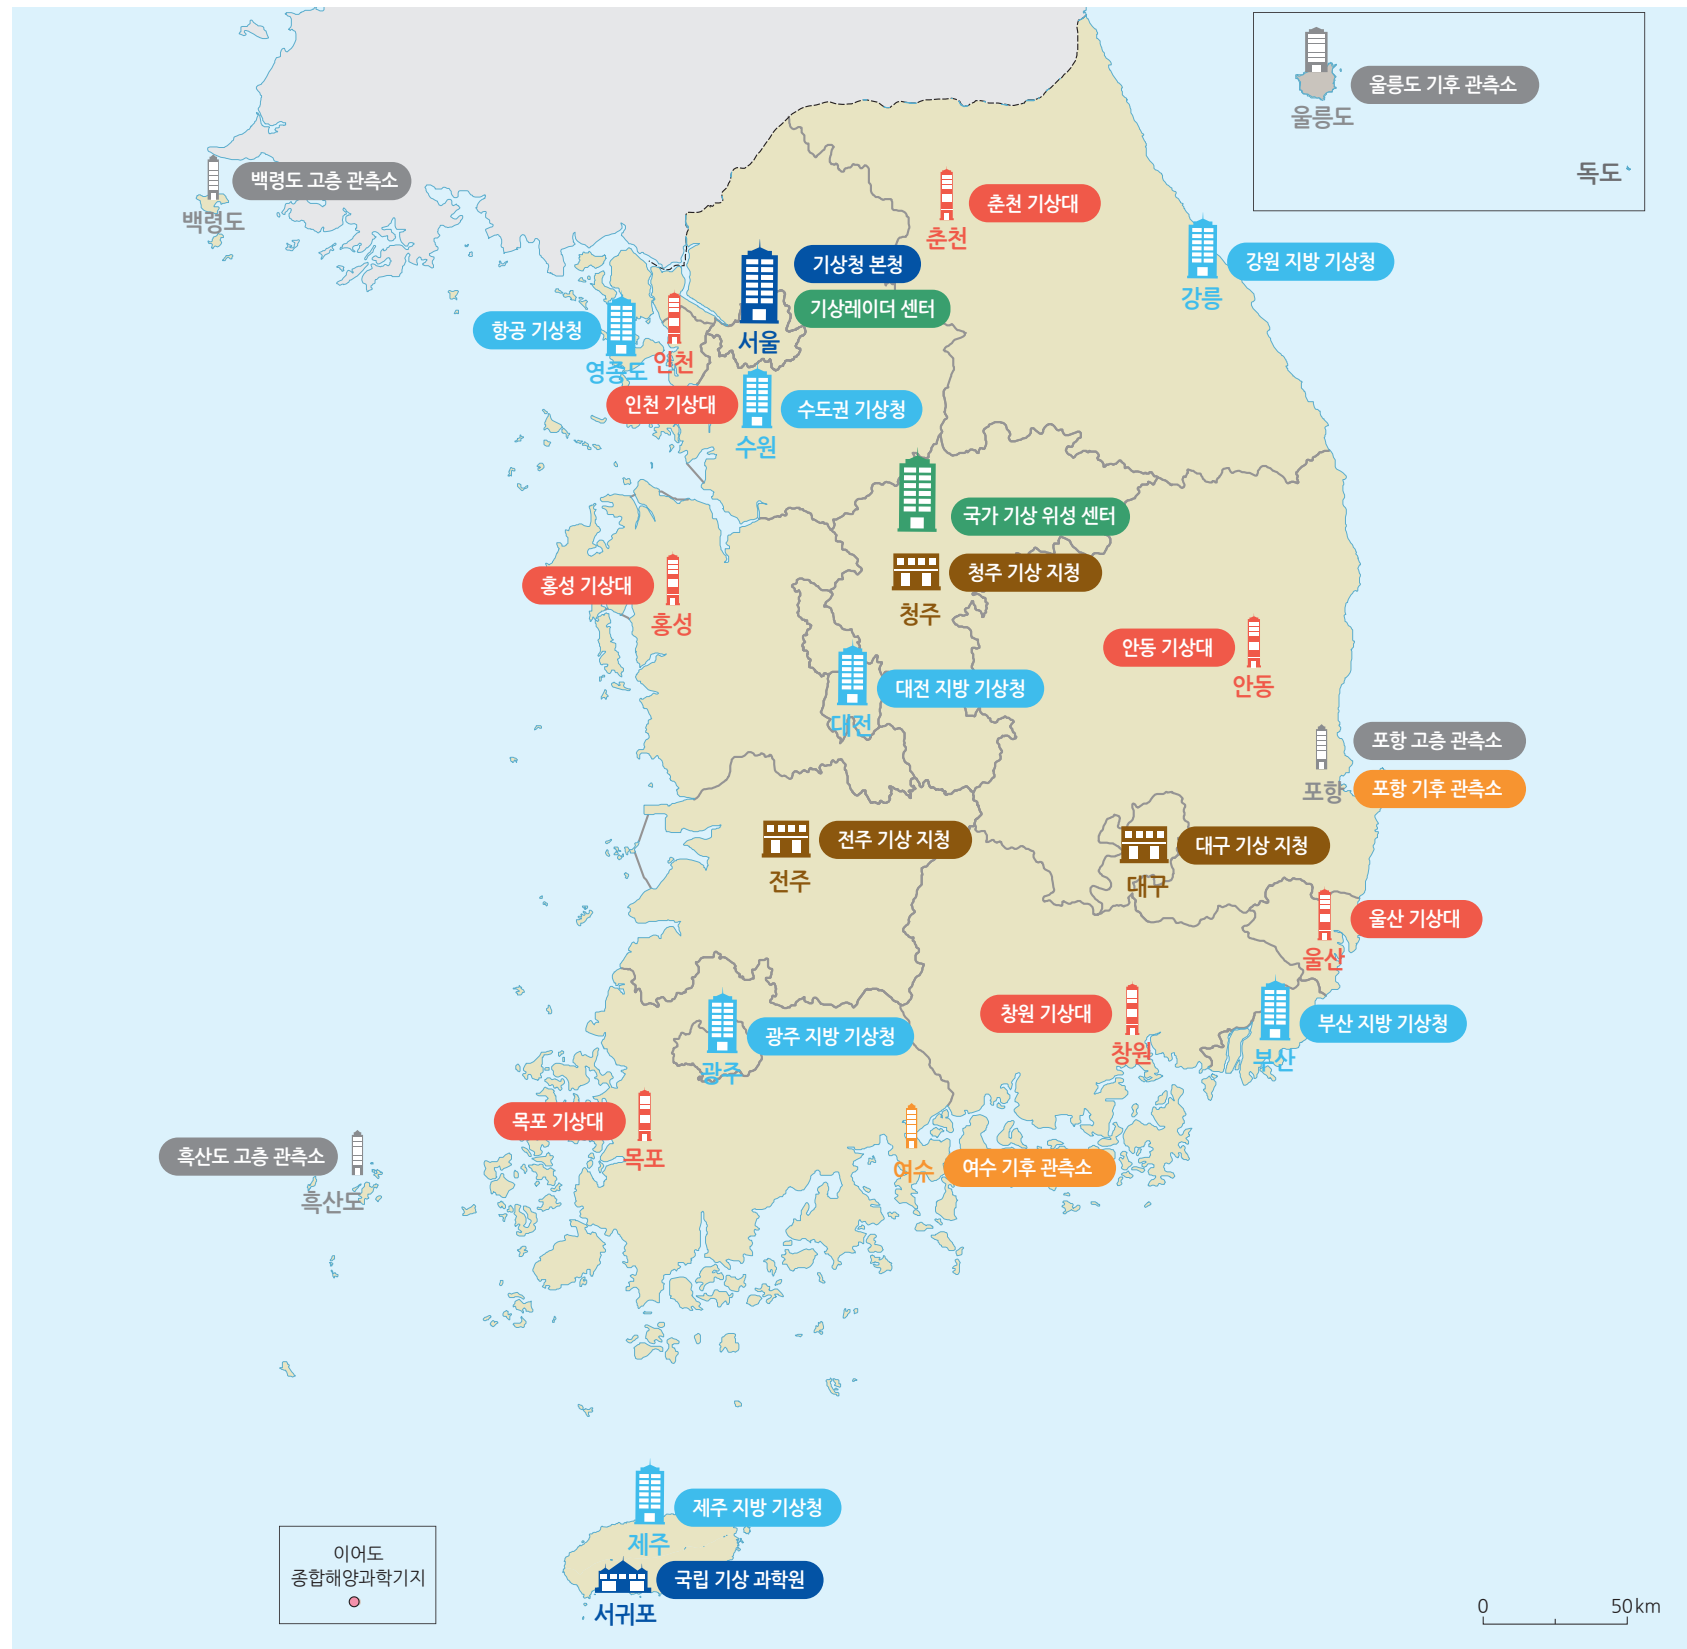 울릉도 기후 관측소
울릉도
독도
백령도 고층 관측소
백령도
춘천 기상대
춘천
강원 지방 기상청
강릉
기상청 본청
기상레이더 센터
서울
항공 기상청
영종도
인천
인천 기상대
수도권 기상청
수원
국가 기상 위성 센터
청주 기상 지청
청주
홍성 기상대
홍성
안동 기상대
안동
대전 지방 기상청
대전
포항 고층 관측소
포항 기후 관측소
포항
전주 기상 지청
전주
대구 기상 지청
대구
울산 기상대
울산
창원 기상대
창원
부산 지방 기상청
부산
광주 지방 기상청
광주
목포 기상대
목포
여수 기후 관측소
여수
흑산도 고층 관측소
흑산도
제주 지방 기상청
제주
국립 기상 과학원
서귀포
이어도
종합해양과학기지
0 50km